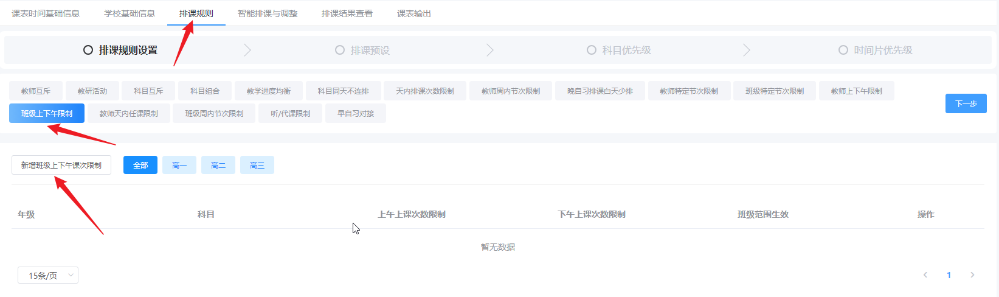 课表时间基础信息 学校基础信息 排课规则 智能排课与调整 排课结果查看 课表输出
排课规则设置 排课预设 科目优先级 时间片优先级
教师互斥 教研活动 科目互斥 科目组合 教学进度均衡 科目同天不连排 天内排课次数限制 教师周内节次限制 晚自习排课白天少排 教师特定节次限制 班级特定节次限制 教师上下午限制
班级上下午限制 教师天内任课限制 班级周内节次限制 听/代课限制 早自习对接
下一步
新增班级上下午课次限制 全部 高一 高二 高三
年级 科目 上午上课次数限制 下午上课次数限制 班级范围生效 操作
暂无数据
15条/页 1